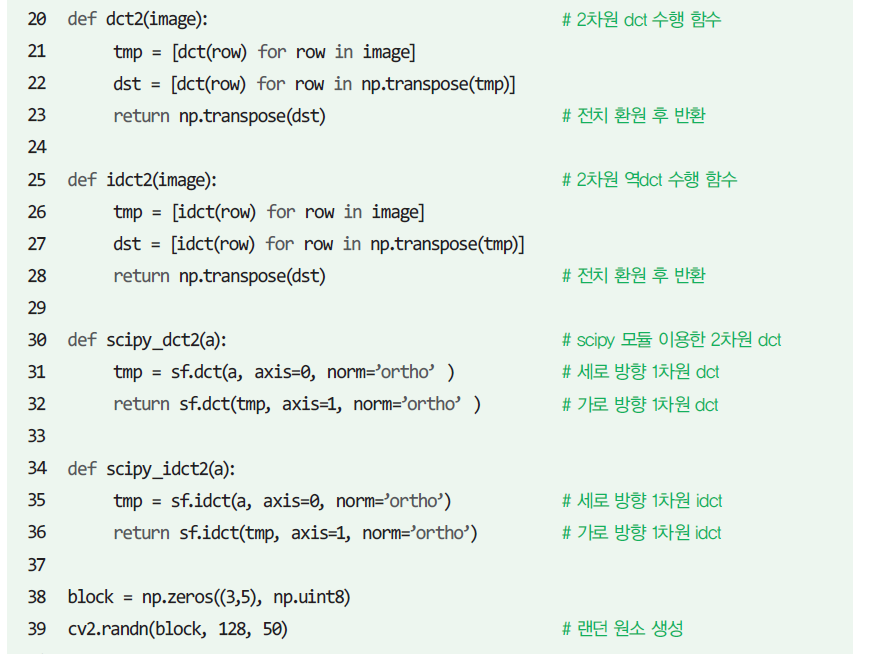 20 def dct2(image): # 2차원 dct 수행 함수
21 tmp = [dct(row) for row in image]
22 dst = [dct(row) for row in np.transpose(tmp)]
23 return np.transpose(dst) # 전치 환원 후 반환
24
25 def idct2(image): # 2차원 역dct 수행 함수
26 tmp = [idct(row) for row in image]
27 dst = [idct(row) for row in np.transpose(tmp)]
28 return np.transpose(dst) # 전치 환원 후 반환
29
30 def scipy_dct2(a): # scipy 모듈 이용한 2차원 dct
31 tmp = sf.dct(a, axis=0, norm=’ortho’ ) # 세로 방향 1차원 dct
32 return sf.dct(tmp, axis=1, norm=’ortho’ ) # 가로 방향 1차원 dct
33
34 def scipy_idct2(a):
35 tmp = sf.idct(a, axis=0, norm=’ortho’) # 세로 방향 1차원 idct
36 return sf.idct(tmp, axis=1, norm=’ortho’) # 가로 방향 1차원 idct
37
38 block = np.zeros((3,5), np.uint8)
39 cv2.randn(block, 128, 50) # 랜던 원소 생성